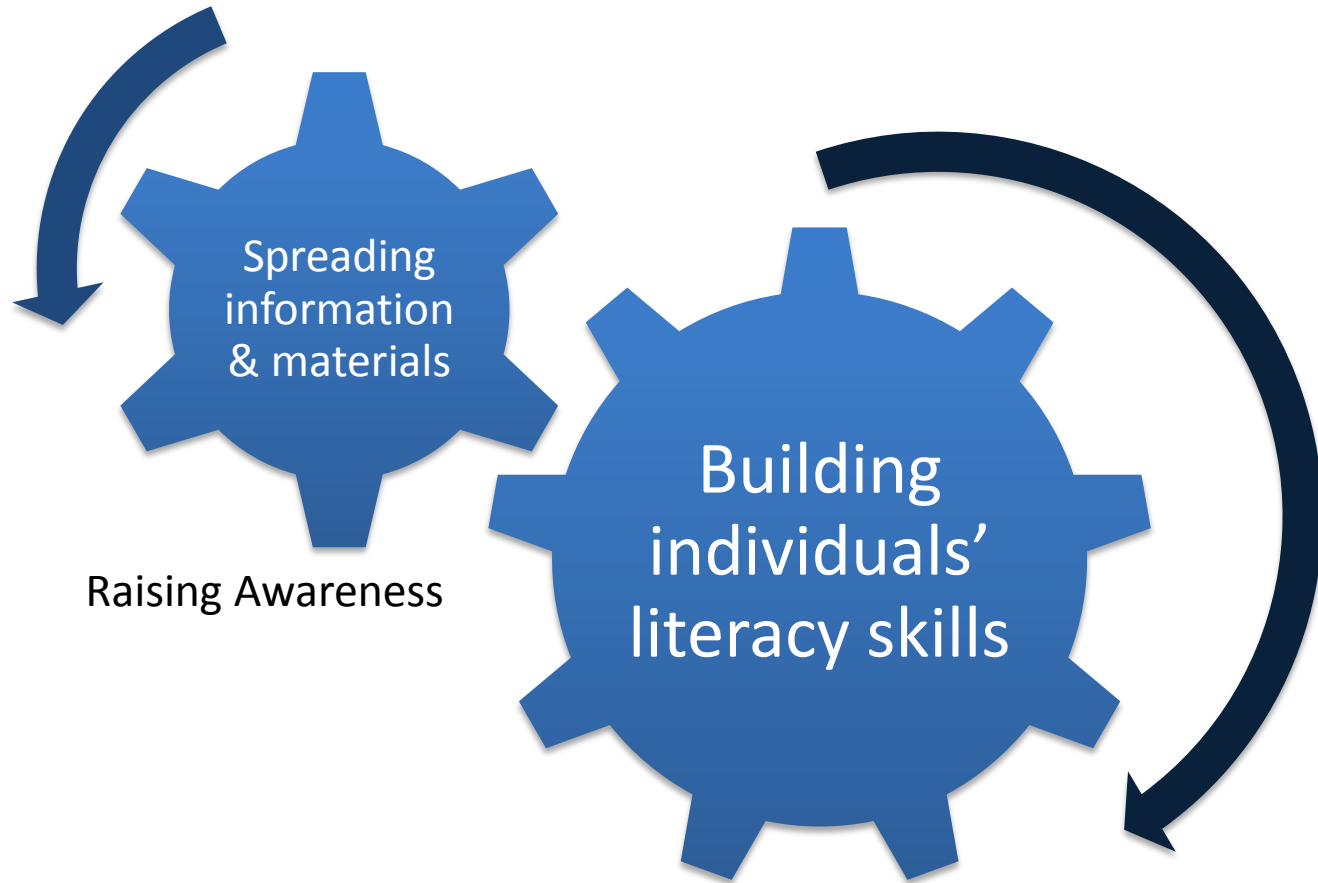 Spreading
information
& materials
Raising Awareness
Building
individuals’
literacy skills